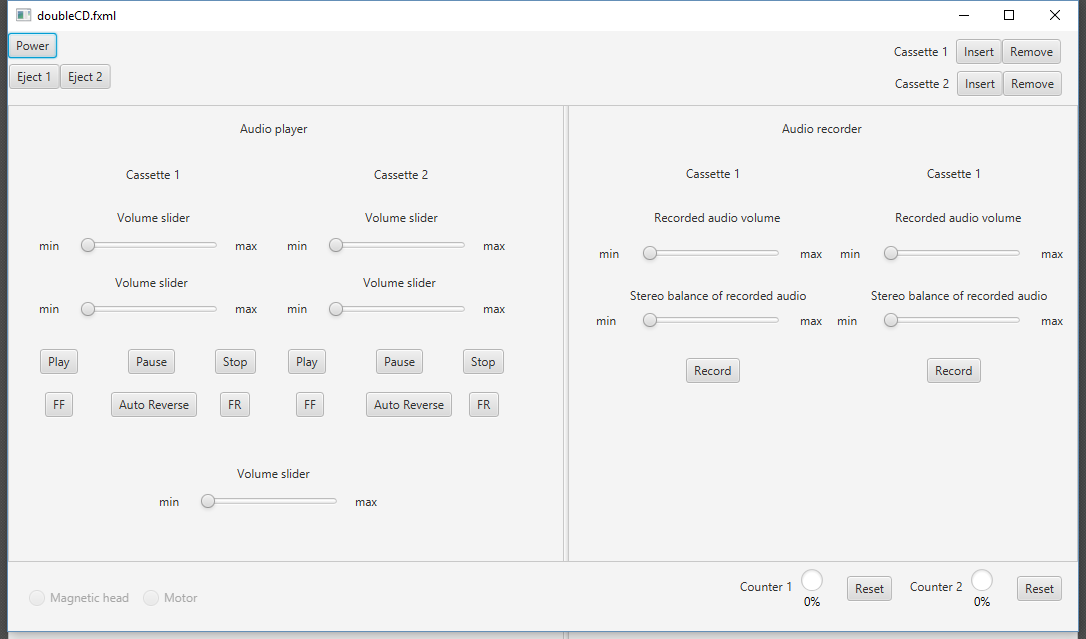 doubleCD.fxml
Power
Cassette 1 Insert Remove
Eject 1 Eject 2
Cassette 2 Insert Remove
Audio player
Audio recorder
Cassette 1 Cassette 2
Cassette 1 Cassette 1
Volume slider Volume slider
Recorded audio volume Recorded audio volume
min max min max
min max min max
Volume slider Volume slider
Stereo balance of recorded audio Stereo balance of recorded audio
min max min max
min max min max
Play Pause Stop Play Pause Stop
Record Record
FF Auto Reverse FR FF Auto Reverse FR
Volume slider
min max
Counter 1 Reset Counter 2 Reset
0% 0%
Magnetic head Motor